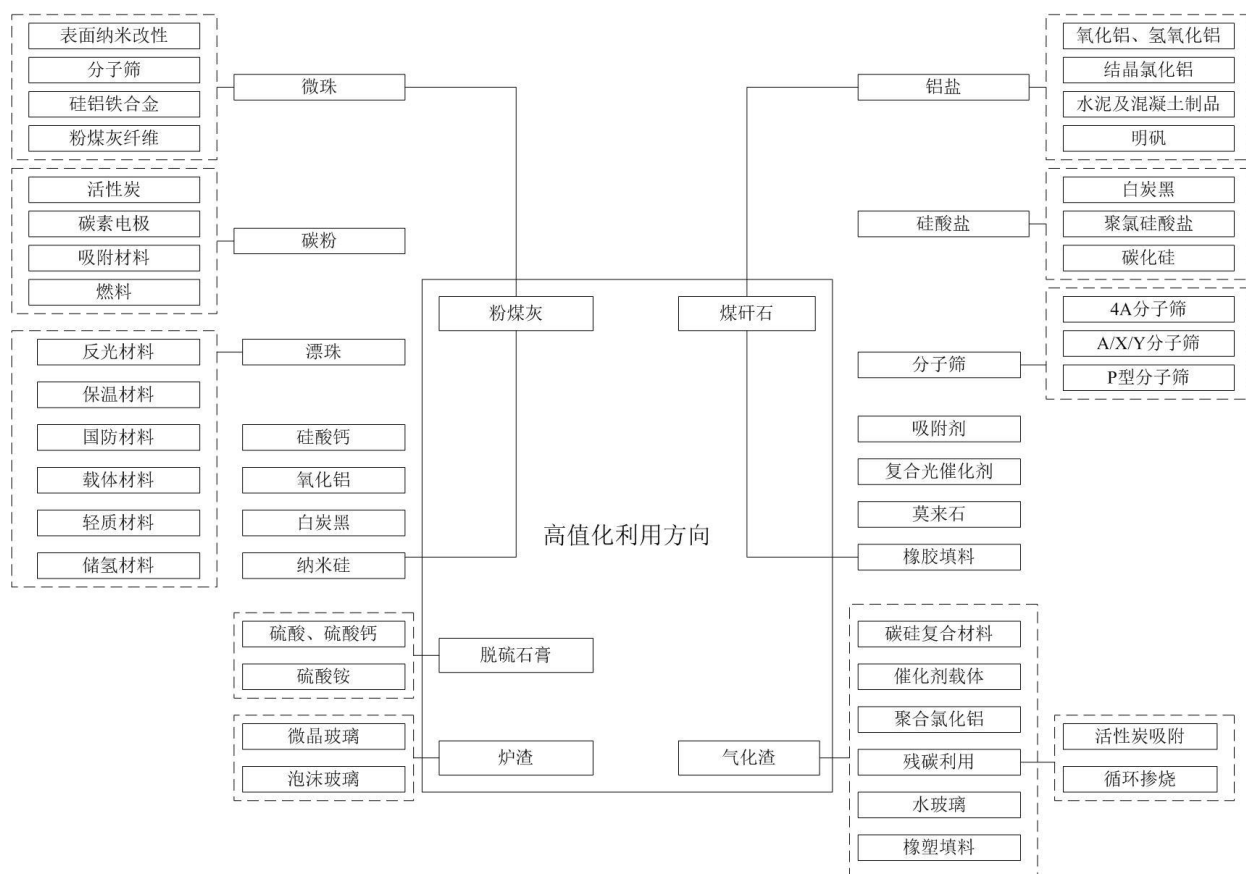 表面纳米改性
分子筛
硅铝铁合金
粉煤灰纤维
微珠
活性炭
碳素电极
吸附材料
燃料
碳粉
反光材料
保温材料
国防材料
载体材料
轻质材料
储氢材料
漂珠
硅酸钙
氧化铝
白炭黑
纳米硅
粉煤灰
硫酸、硫酸钙
硫酸铵
脱硫石膏
微晶玻璃
泡沫玻璃
炉渣
高值化利用方向
煤矸石
铝盐
氧化铝、氢氧化铝
结晶氯化铝
水泥及混凝土制品
明矾
硅酸盐
白炭黑
聚氯硅酸盐
碳化硅
分子筛
4A分子筛
A/X/Y分子筛
P型分子筛
吸附剂
复合光催化剂
莫来石
橡胶填料
气化渣
碳硅复合材料
催化剂载体
聚合氯化铝
残碳利用
水玻璃
橡塑填料
活性炭吸附
循环掺烧